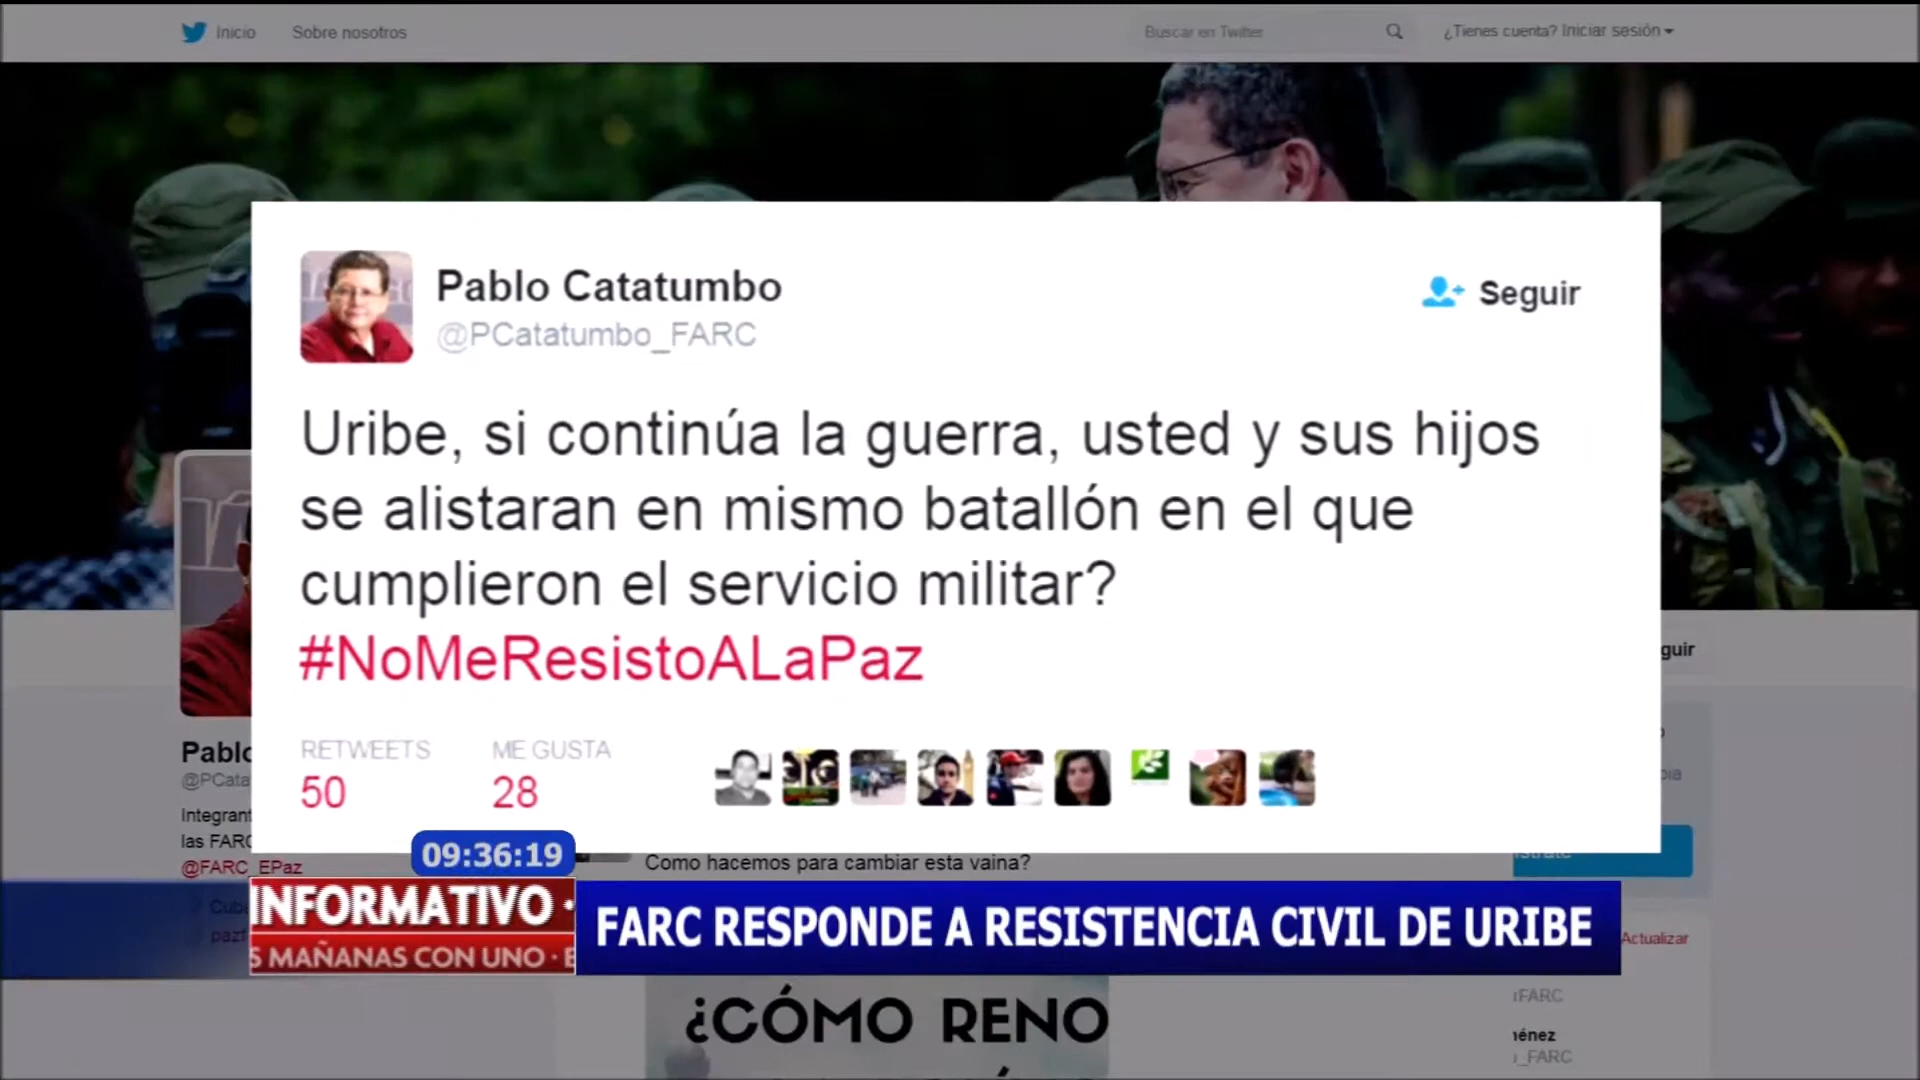 Inicio
Sobre nosotros
Buscar en Twitter
¿Tienes cuenta? Iniciar sesión
Pablo Catatumbo
@PCatatumbo_FARC
Seguir
Uribe, si continúa la guerra, usted y sus hijos
se alistaran en mismo batallón en el que
cumplieron el servicio militar?
#NoMeResistoALaPaz
RETWEETS
50
ME GUSTA
28
guir
Pablo
@PCata
Integrant
las FARC
@FARC_EPaz
Como hacemos para cambiar esta vaina?
09:36:19
INFORMATIVO ·
S MAÑANAS CON UNO · E
FARC RESPONDE A RESISTENCIA CIVIL DE URIBE
Actualizar
¿CÓMO RENO
FARC
énez
_FARC